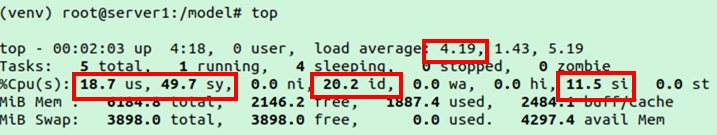 (venv) root@server1:/model# top
top - 00:02:03 up  4:18,  0 user,  load average: 4.19, 1.43, 5.19
Tasks:   5 total,   1 running,   4 sleeping,   0 stopped,   0 zombie
%Cpu(s): 18.7 us, 49.7 sy,  0.0 ni, 20.2 id,  0.0 wa,  0.0 hi, 11.5 si,  0.0 st
MiB Mem :   6184.8 total,   2146.2 free,   1887.4 used,   2484.1 buff/cache
MiB Swap:   3898.0 total,   3898.0 free,      0.0 used.   4297.4 avail Mem